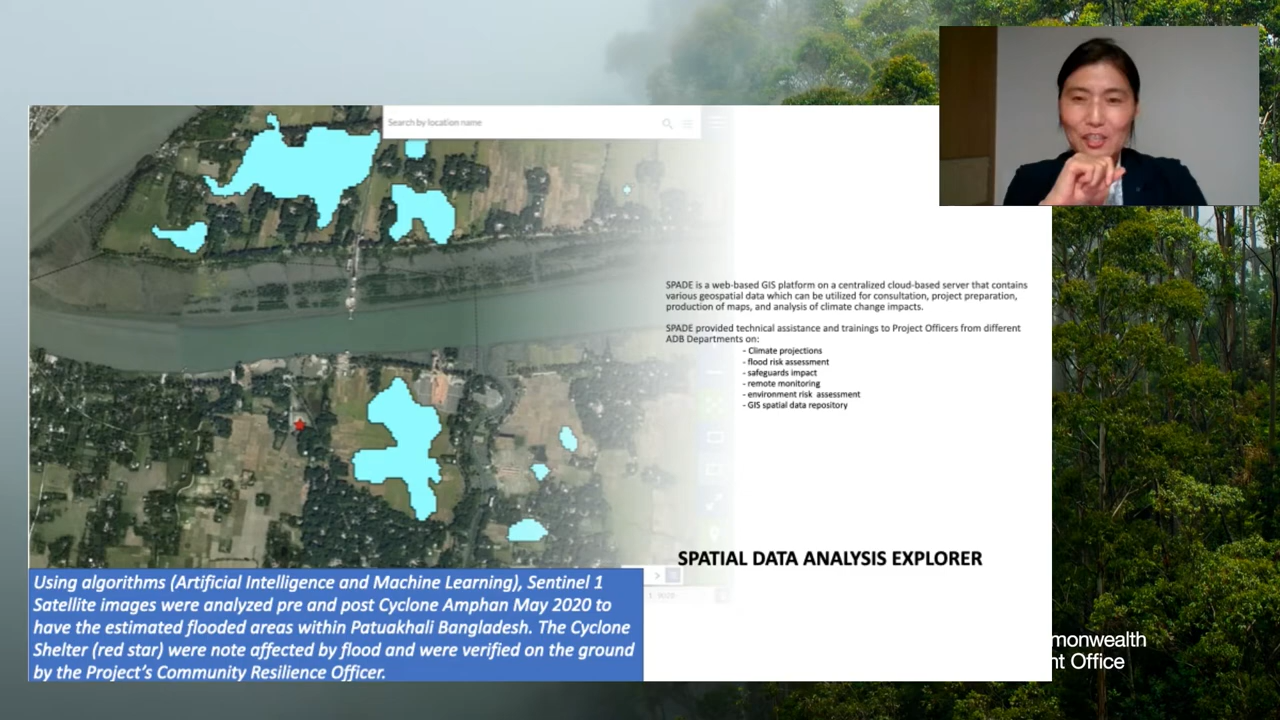 Search by location name
SPADE is a web-based GIS platform on a centralized cloud-based server that contains
various geospatial data which can be utilized for consultation, project preparation,
production of maps, and analysis of climate change impacts.
SPADE provided technical assistance and trainings to Project Officers from different
ADB Departments on:
- Climate projections
- flood risk assessment
- safeguards impact
- remote monitoring
- environment risk assessment
- GIS spatial data repository
SPATIAL DATA ANALYSIS EXPLORER
Using algorithms (Artificial Intelligence and Machine Learning), Sentinel 1
Satellite images were analyzed pre and post Cyclone Amphan May 2020 to
have the estimated flooded areas within Patuakhali Bangladesh. The Cyclone
Shelter (red star) were note affected by flood and were verified on the ground
by the Project's Community Resilience Officer.
monwealth
nt Office